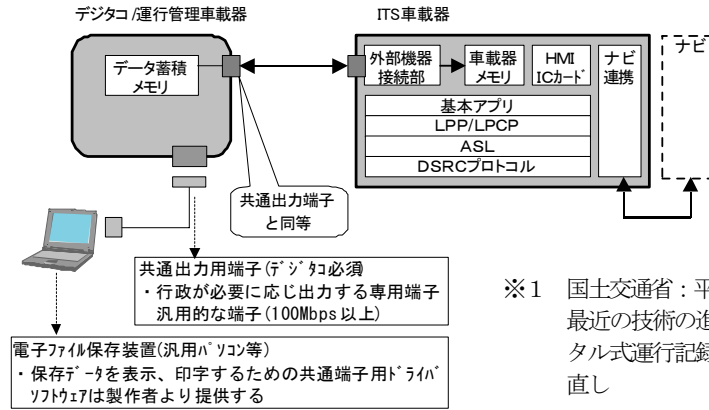 デジタコ/運行管理車載器
ITS車載器
データ蓄積
メモリ
外部機器
接続部
車載器
メモリ
HMI
ICカード
ナビ
連携
ナビ
基本アプリ
LPP/LPCP
ASL
DSRCプロトコル
共通出力端子
と同等
共通出力用端子(デジタコ必須)
・行政が必要に応じ出力する専用端子
汎用的な端子(100Mbps以上)
電子ファイル保存装置(汎用パソコン等)
・保存データを表示、印字するための共通端子用ドライバ
ソフトウェアは製作者より提供する
※1 国土交通省:平
最近の技術の進
タル式運行記録
直し